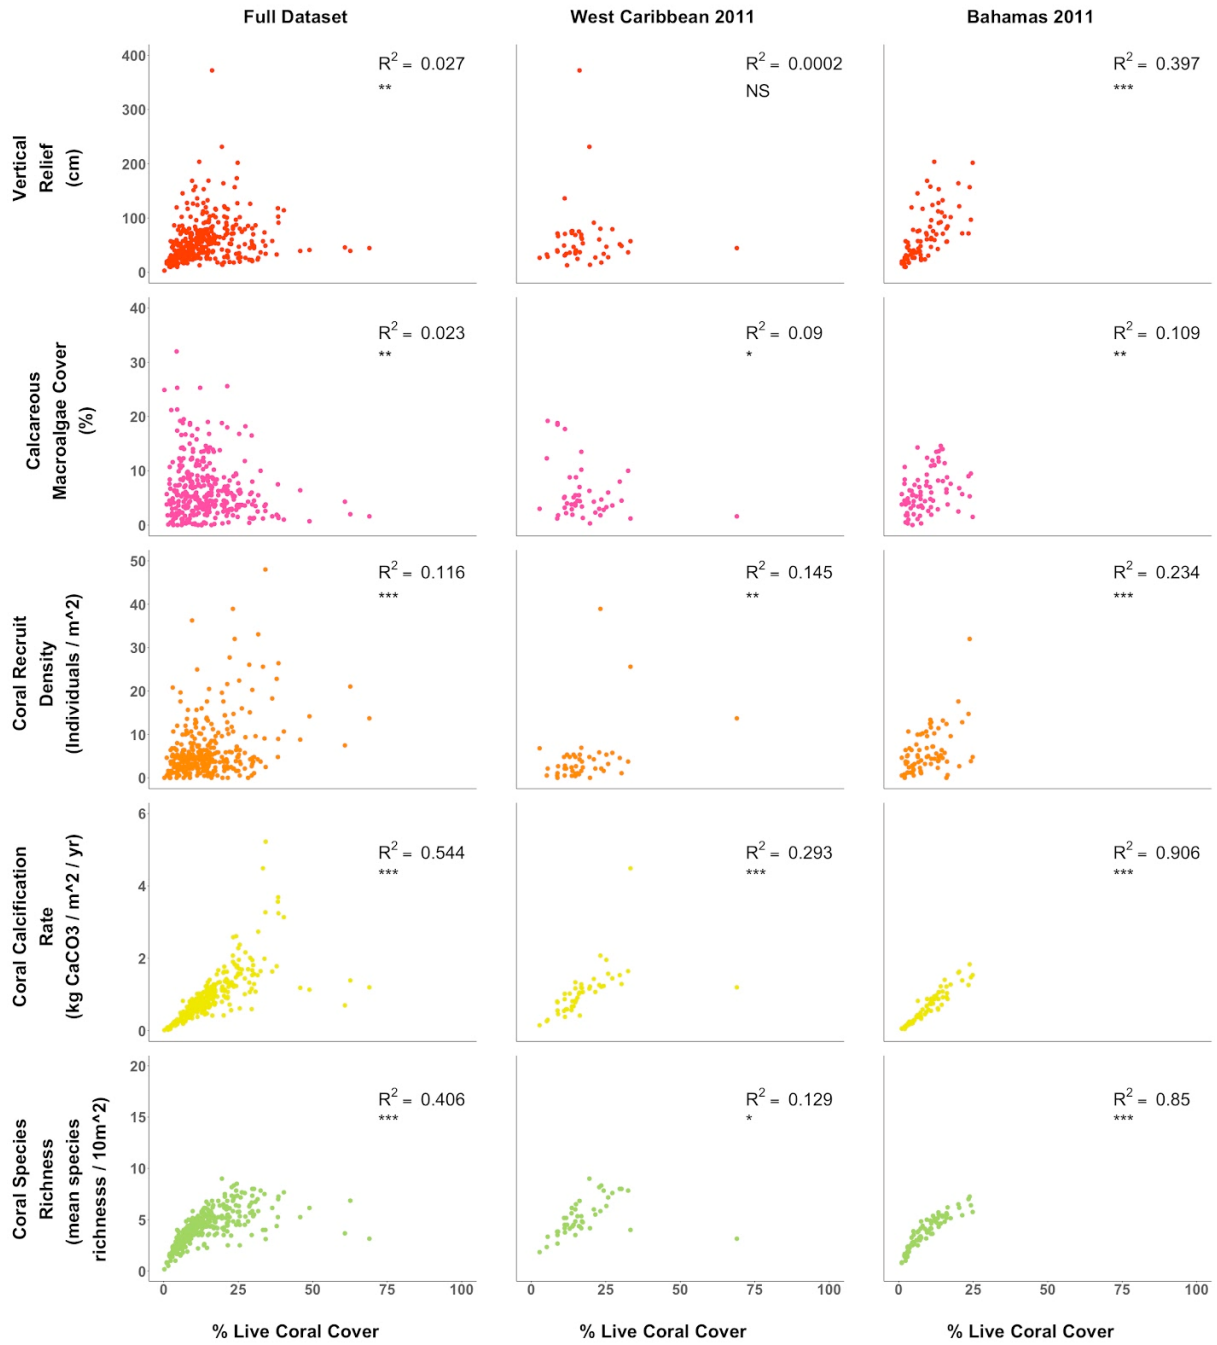 Full Dataset
West Caribbean 2011
Bahamas 2011
Vertical
Relief
(cm)
400
300
200
100
0
R² = 0.027
**
R² = 0.0002
NS
R² = 0.397
***
Calcareous
Macroalgae Cover
(%)
40
30
20
10
0
R² = 0.023
**
R² = 0.09
*
R² = 0.109
**
Coral Recruit
Density
(Individuals / m^2)
50
40
30
20
10
0
R² = 0.116
***
R² = 0.145
**
R² = 0.234
***
Coral Calcification
Rate
(kg CaCO3 / m^2 / yr)
6
4
2
0
R² = 0.544
***
R² = 0.293
***
R² = 0.906
***
Coral Species
Richness
(mean species
richnesss / 10m^2)
20
15
10
5
0
R² = 0.406
***
R² = 0.129
*
R² = 0.85
***
0 25 50 75 100
0 25 50 75 100
0 25 50 75 100
% Live Coral Cover
% Live Coral Cover
% Live Coral Cover